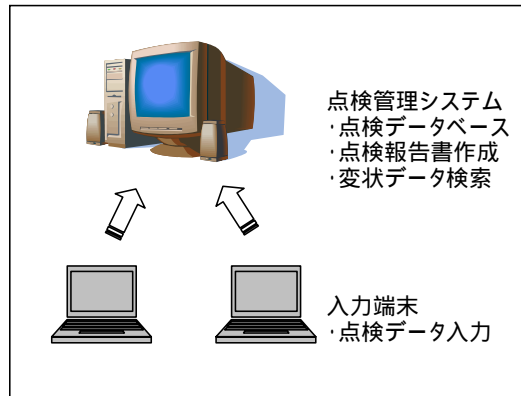 点検管理システム
・点検データベース
・点検報告書作成
・変状データ検索
入力端末
・点検データ入力